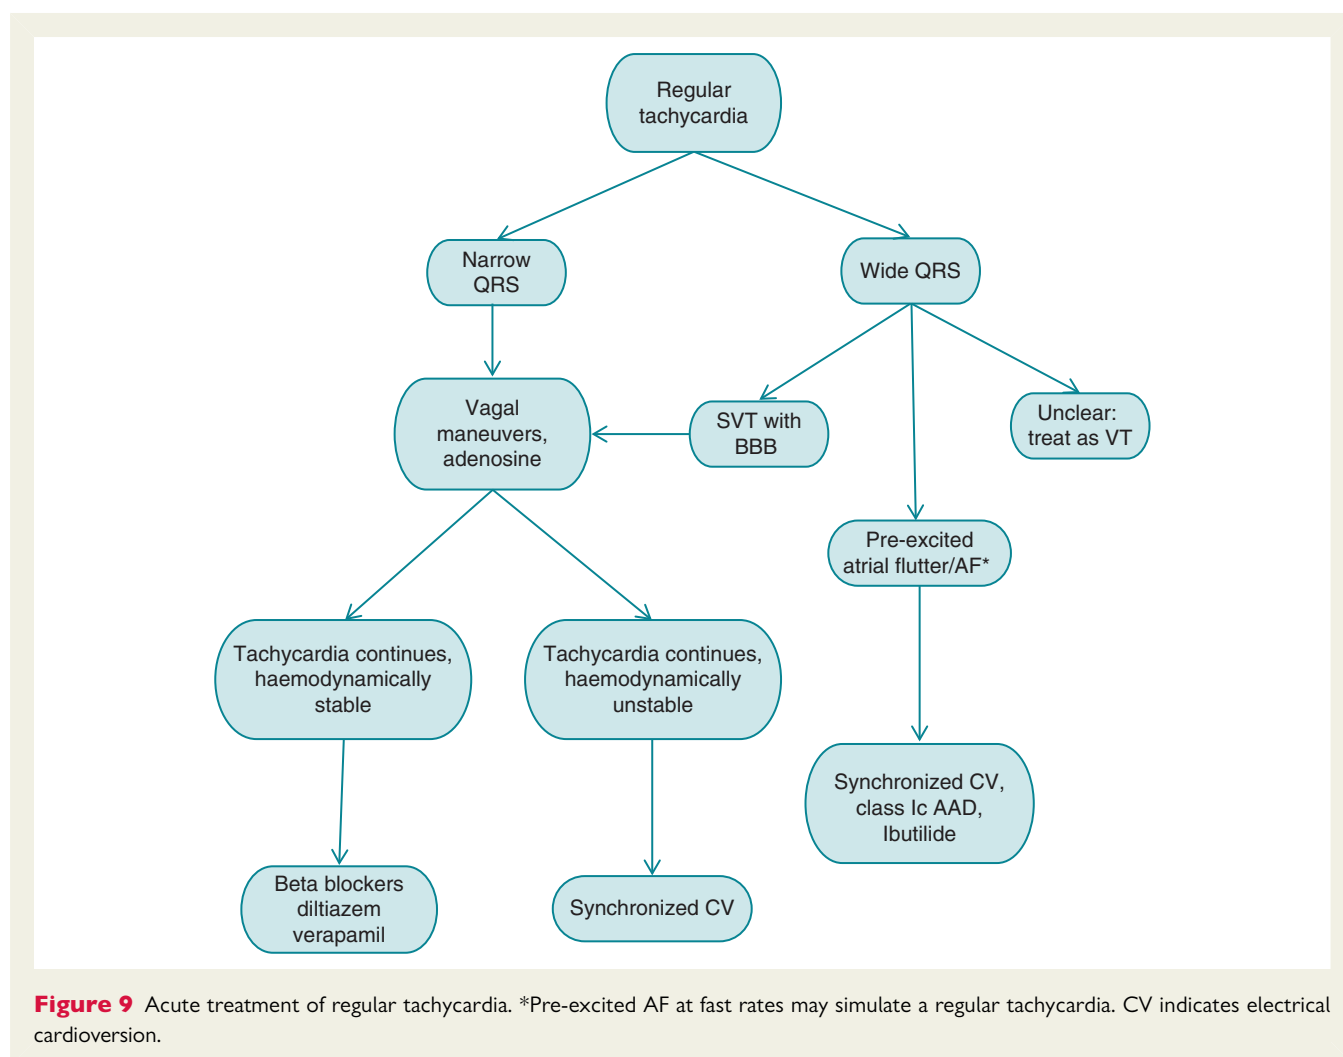 Regular
tachycardia
Narrow
QRS
Wide QRS
Vagal
maneuvers,
adenosine
SVT with
BBB
Unclear:
treat as VT
Pre-excited
atrial flutter/AF*
Tachycardia continues,
haemodynamically
stable
Tachycardia continues,
haemodynamically
unstable
Synchronized CV,
class Ic AAD,
Ibutilide
Beta blockers
diltiazem
verapamil
Synchronized CV
Figure 9 Acute treatment of regular tachycardia. *Pre-excited AF at fast rates may simulate a regular tachycardia. CV indicates electrical
cardioversion.